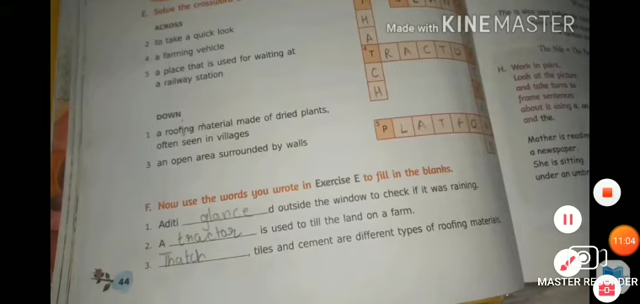 E. Solve the crossword
ACROSS
2 to take a quick look
4 a farming vehicle
5 a place that is used for waiting at
a railway station
DOWN
1 a roofing material made of dried plants,
often seen in villages
3 an open area surrounded by walls
H
A
T R A C T O
C
H
5 P L A T F O
F. Now use the words you wrote in Exercise E to fill in the blanks.
1. Aditi glance d outside the window to check if it was raining.
2. A tractor is used to till the land on a farm.
3. Thatch, tiles and cement are different types of roofing materials.
44
H. Work in pairs.
Look at the picture
and take turns to
frame sentences
about it using a, an
and the.
Mother is readin
a newspaper.
She is sitting
under an umb
Made with KINEMASTER
11:04
MASTER RECORDER